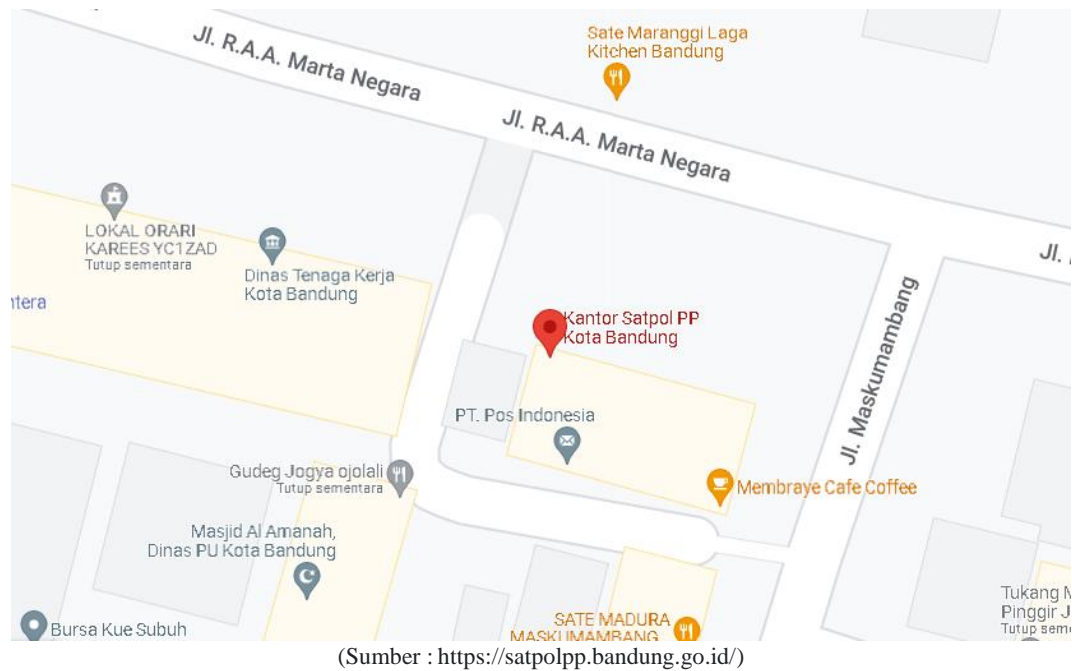 Sate Maranggi Laga
Kitchen Bandung
Jl. R.A.A. Marta Negara
Jl. R.A.A. Marta Negara
LOKAL ORARI
KAREES YC1ZAD
Tutup sementara
Dinas Tenaga Kerja
Kota Bandung
Jl.
ntera
Kantor Satpol PP
Kota Bandung
Jl. Maskumambang
PT. Pos Indonesia
Gudeg Jogya ojolali
Tutup sementara
Membraye Cafe Coffee
Masjid Al Amanah,
Dinas PU Kota Bandung
Bursa Kue Subuh
SATE MADURA
MASKUMAMBANG
Tukang
Pinggir J
Tutup sem
(Sumber : https://satpolpp.bandung.go.id/)